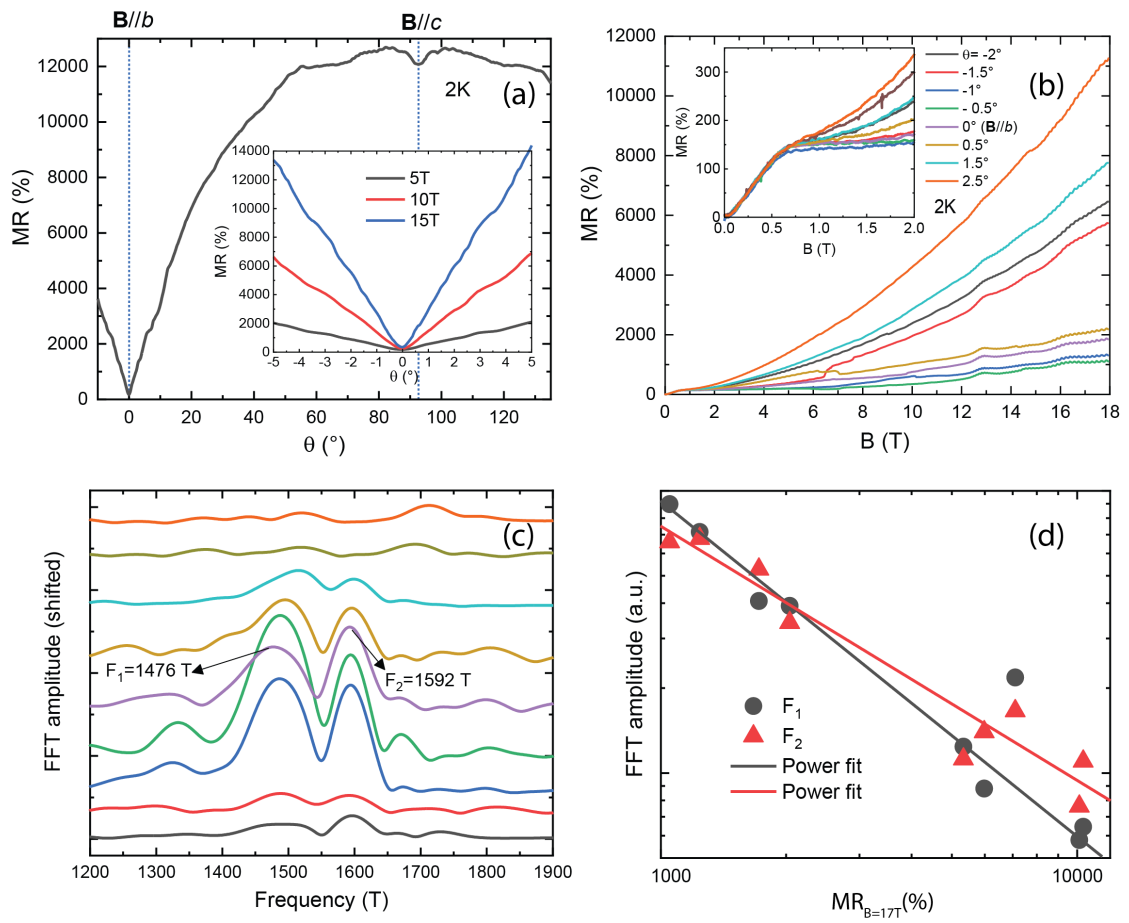 B//b
B//c
12000
10000
8000
6000
4000
2000
0
MR (%)
(a)
2K
14000
12000
10000
8000
6000
4000
2000
0
MR (%)
5T
10T
15T
-5 -4 -3 -2 -1 0 1 2 3 4 5
θ (°)
0 20 40 60 80 100 120
θ (°)
12000
10000
8000
6000
4000
2000
0
MR (%)
(b)
300
200
150
100
50
0
MR (%)
0.0 0.5 1.0 1.5 2.0
B (T)
θ= -2°
-1.5°
-1°
- 0.5°
0° (B//b)
0.5°
1.5°
2.5°
2K
0 2 4 6 8 10 12 14 16 18
B (T)
FFT amplitude (shifted)
(c)
F₁=1476 T
F₂=1592 T
1200 1300 1400 1500 1600 1700 1800 1900
Frequency (T)
FFT amplitude (a.u.)
(d)
F₁
F₂
Power fit
Power fit
1000 10000
MR_B=17T(%)